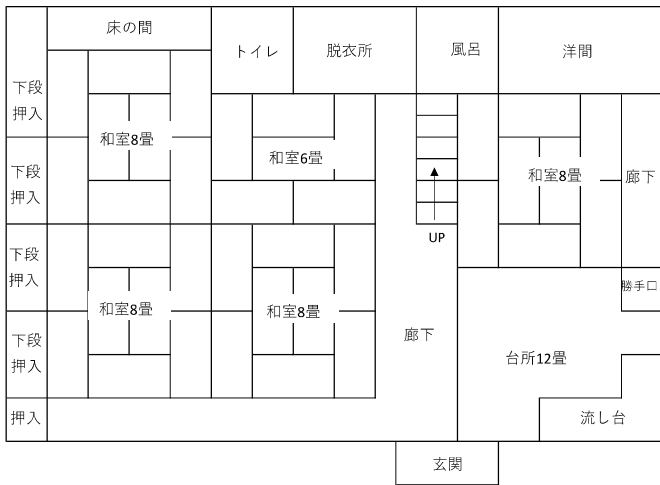 床の間
トイレ
脱衣所
風呂
洋間
下段
押入
和室8畳
和室6畳
下段
押入
和室8畳
廊下
UP
下段
押入
勝手口
和室8畳
和室8畳
下段
押入
廊下
台所12畳
押入
流し台
玄関